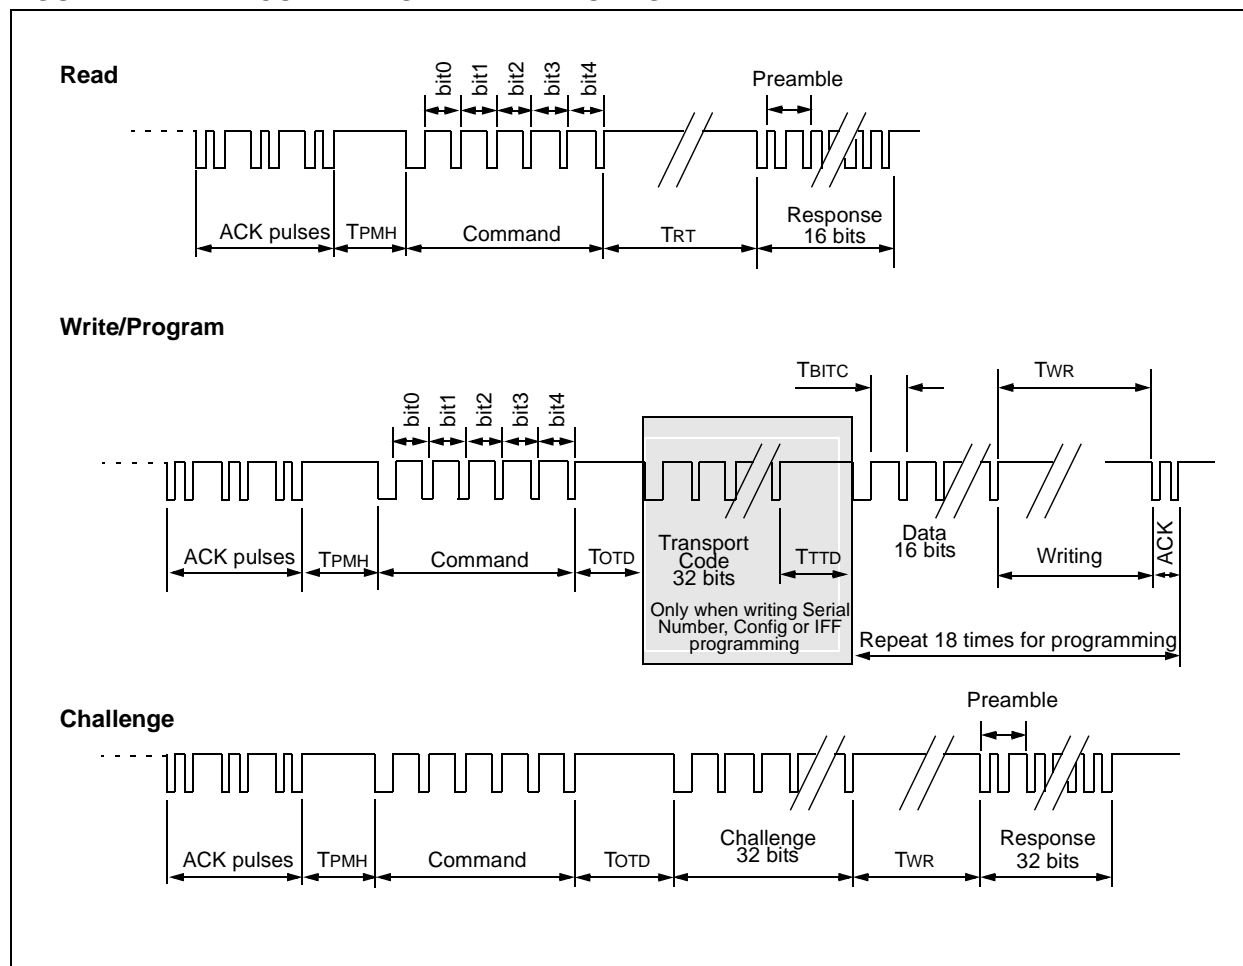 Read
bit0
bit1
bit2
bit3
bit4
Preamble
ACK pulses
TPMH
Command
TRT
Response
16 bits
Write/Program
TBITC
TWR
bit0
bit1
bit2
bit3
bit4
ACK pulses
TPMH
Command
TOTD
Transport
Code
32 bits
TTTD
Data
16 bits
Writing
ACK
Only when writing Serial
Number, Config or IFF
programming
Repeat 18 times for programming
Challenge
Preamble
ACK pulses
TPMH
Command
TOTD
Challenge
32 bits
TWR
Response
32 bits